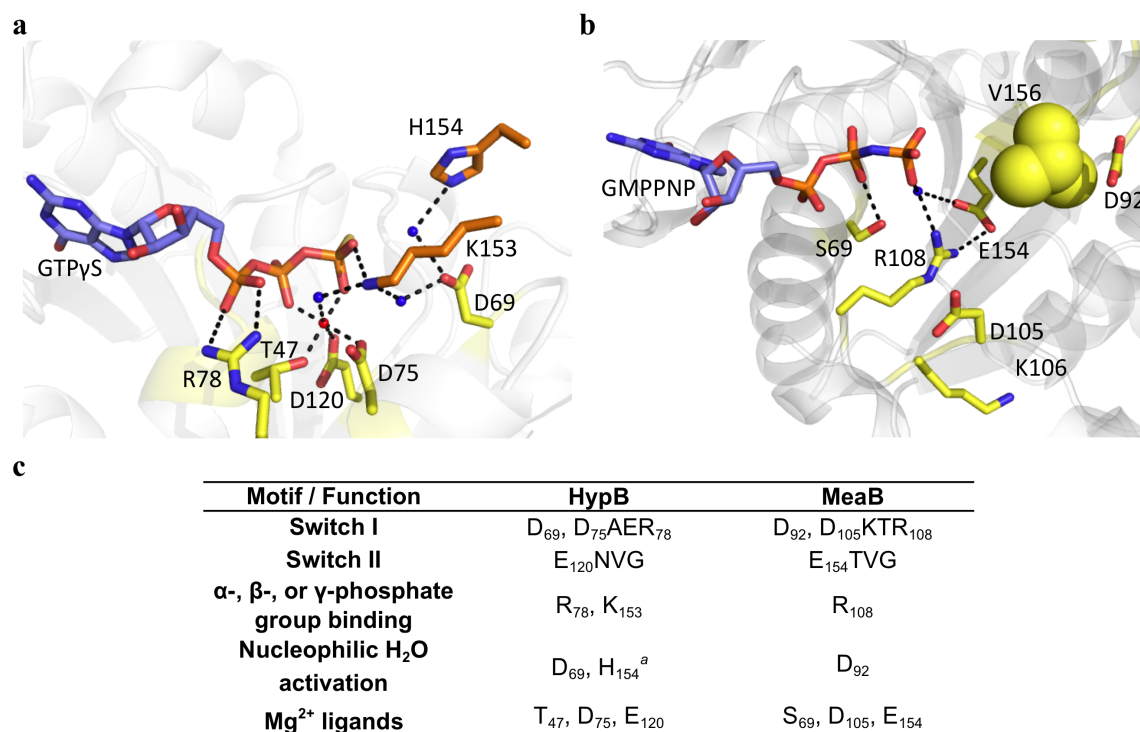 a
H154
K153
GTPγS
D69
T47
R78
D75
D120
b
V156
GMPPNP
D92
S69
R108
E154
D105
K106
c
Motif / Function HypB MeaB
Switch I D69, D75AER78 D92, D105KTR108
Switch II E120NVG E154TVG
α-, β-, or γ-phosphate
group binding R78, K153 R108
Nucleophilic H2O
activation D69, H154a D92
Mg2+ ligands T47, D75, E120 S69, D105, E154